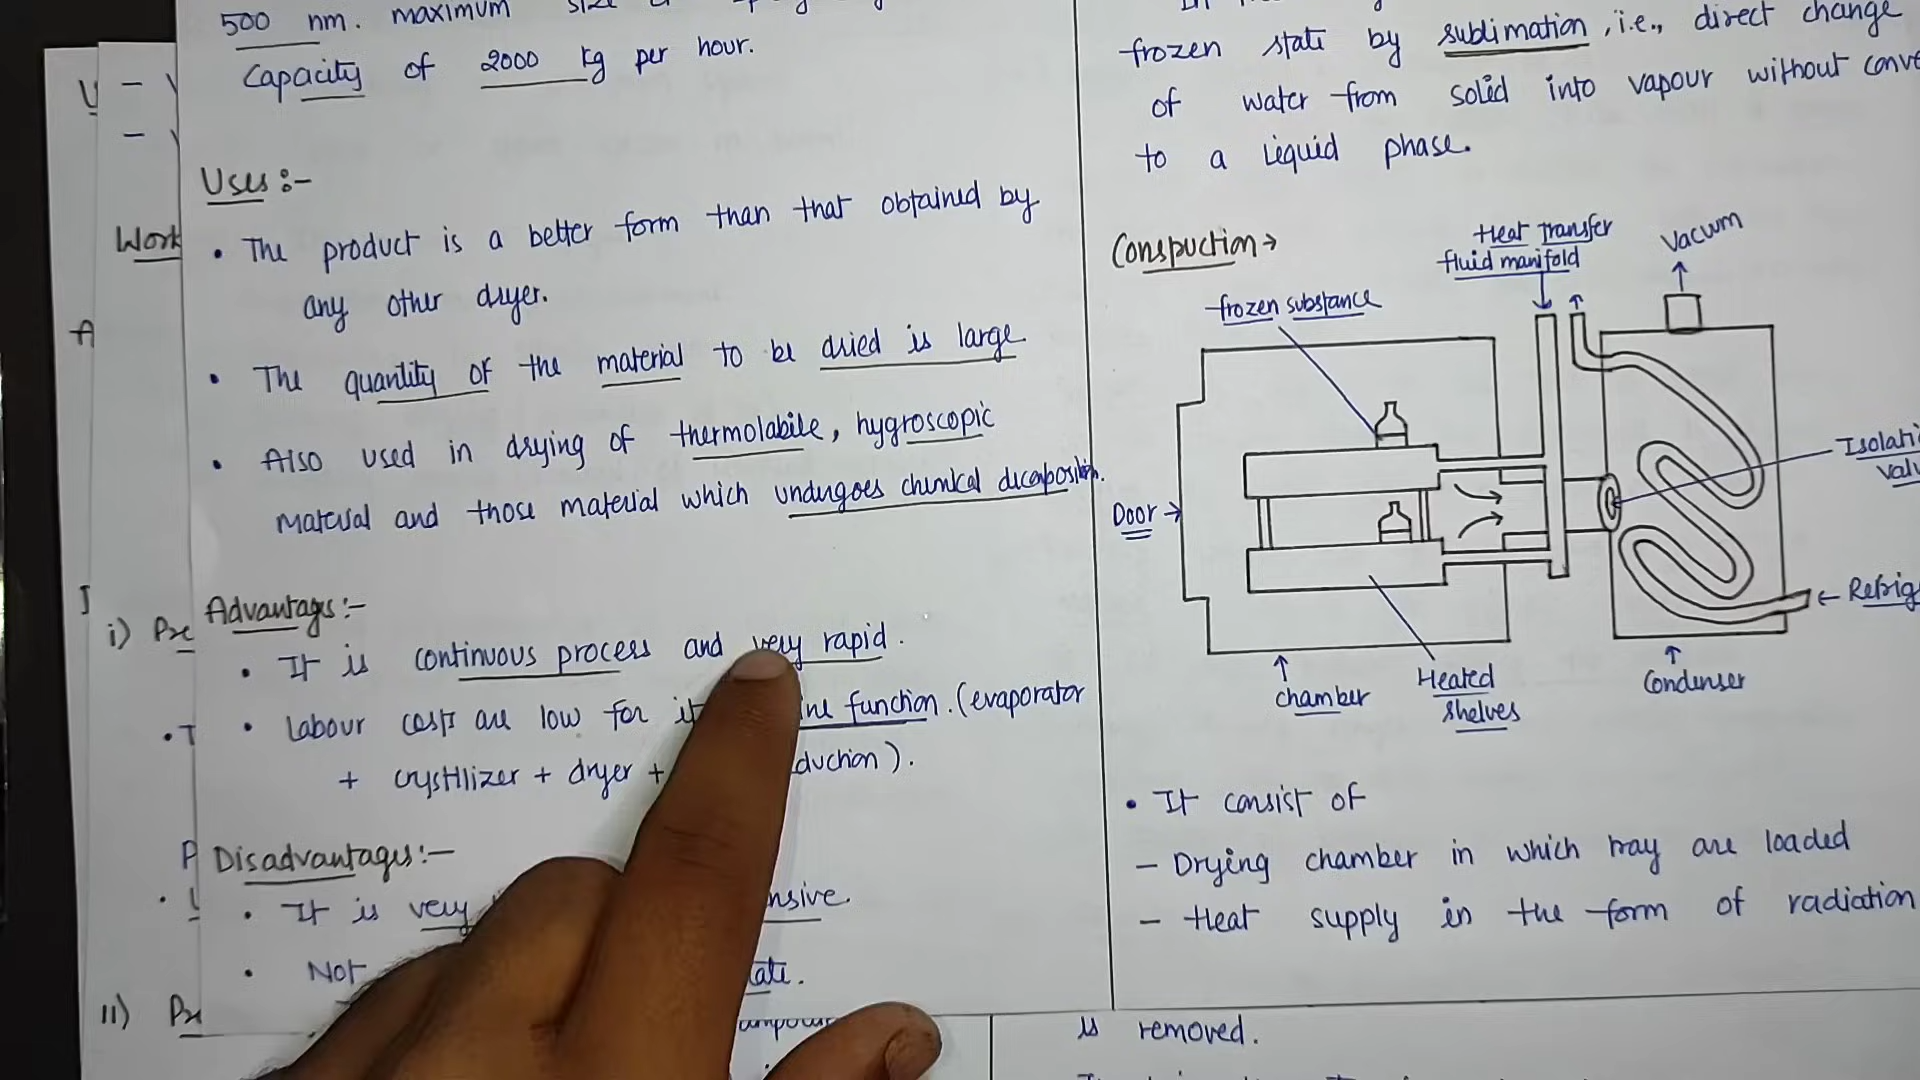 500 nm. maximum
Capacity of 2000 kg per hour.
Uses :-
• The product is a better form than that obtained by
any other dryer.
• The quantity of the material to be dried is large
• Also used in drying of thermolabile, hygroscopic
material and those material which undergoes chemical decomposition.
Advantages :-
• It is continuous process and very rapid.
• Labour costs are low for it function. (evaporator
+ crystllizer + dryer +
Disadvantages :-
• It is very
• Not
frozen state by sublimation, i.e., direct change
of water from solid into vapour without
to a liquid phase.
Conspuction →
Heat Transfer
fluid manifold
Vacuum
frozen substance
Door →
Heated
shelves
chamber
Condenser
• It consist of
- Drying chamber in which tray are loaded
- Heat supply in the form of radiation
is removed.
Work
i)
II)